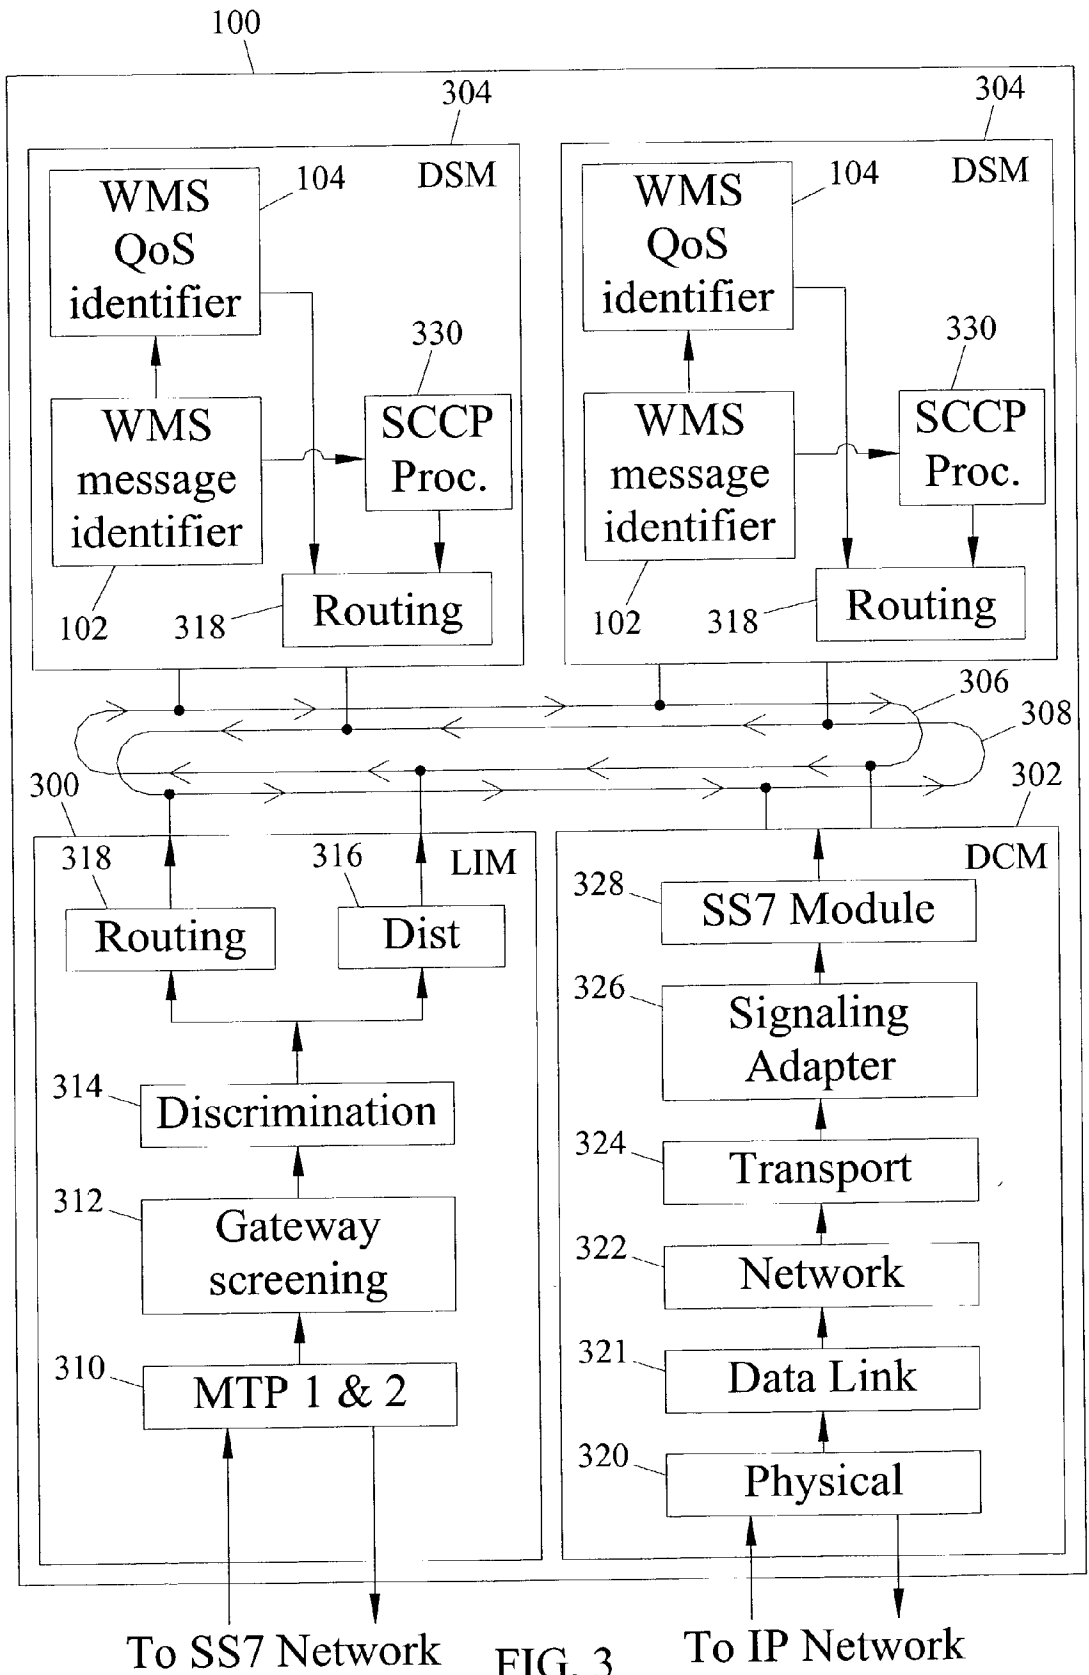 100
304
304
DSM
WMS
QoS
identifier
104
330
WMS
message
identifier
SCCP
Proc.
102
318
Routing
DSM
WMS
QoS
identifier
104
330
WMS
message
identifier
SCCP
Proc.
102
318
Routing
306
308
300
302
LIM
318
316
Routing
Dist
314
Discrimination
312
Gateway
screening
310
MTP 1 & 2
DCM
328
SS7 Module
326
Signaling
Adapter
324
Transport
322
Network
321
Data Link
320
Physical
To SS7 Network
To IP Network
FIG. 3